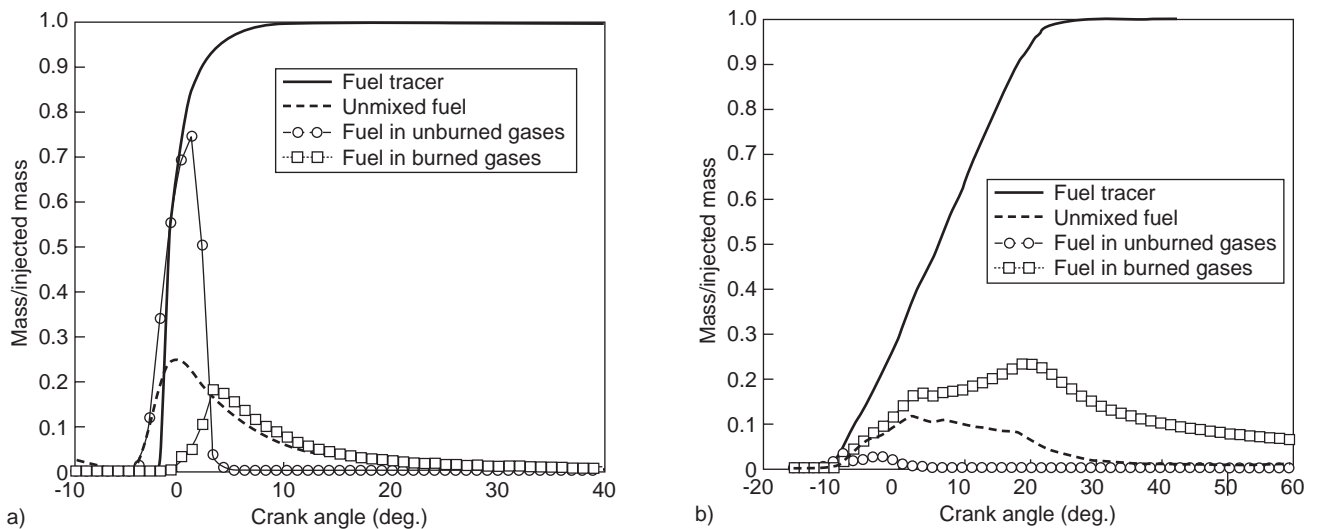 1.0
0.9
0.8
0.7
0.6
0.5
0.4
0.3
0.2
0.1
0
Mass/injected mass
Fuel tracer
Unmixed fuel
Fuel in unburned gases
Fuel in burned gases
-10 0 10 20 30 40
Crank angle (deg.)
a)
1.0
0.9
0.8
0.7
0.6
0.5
0.4
0.3
0.2
0.1
0
Mass/injected mass
Fuel tracer
Unmixed fuel
Fuel in unburned gases
Fuel in burned gases
-20 -10 0 10 20 30 40 50 60
Crank angle (deg.)
b)